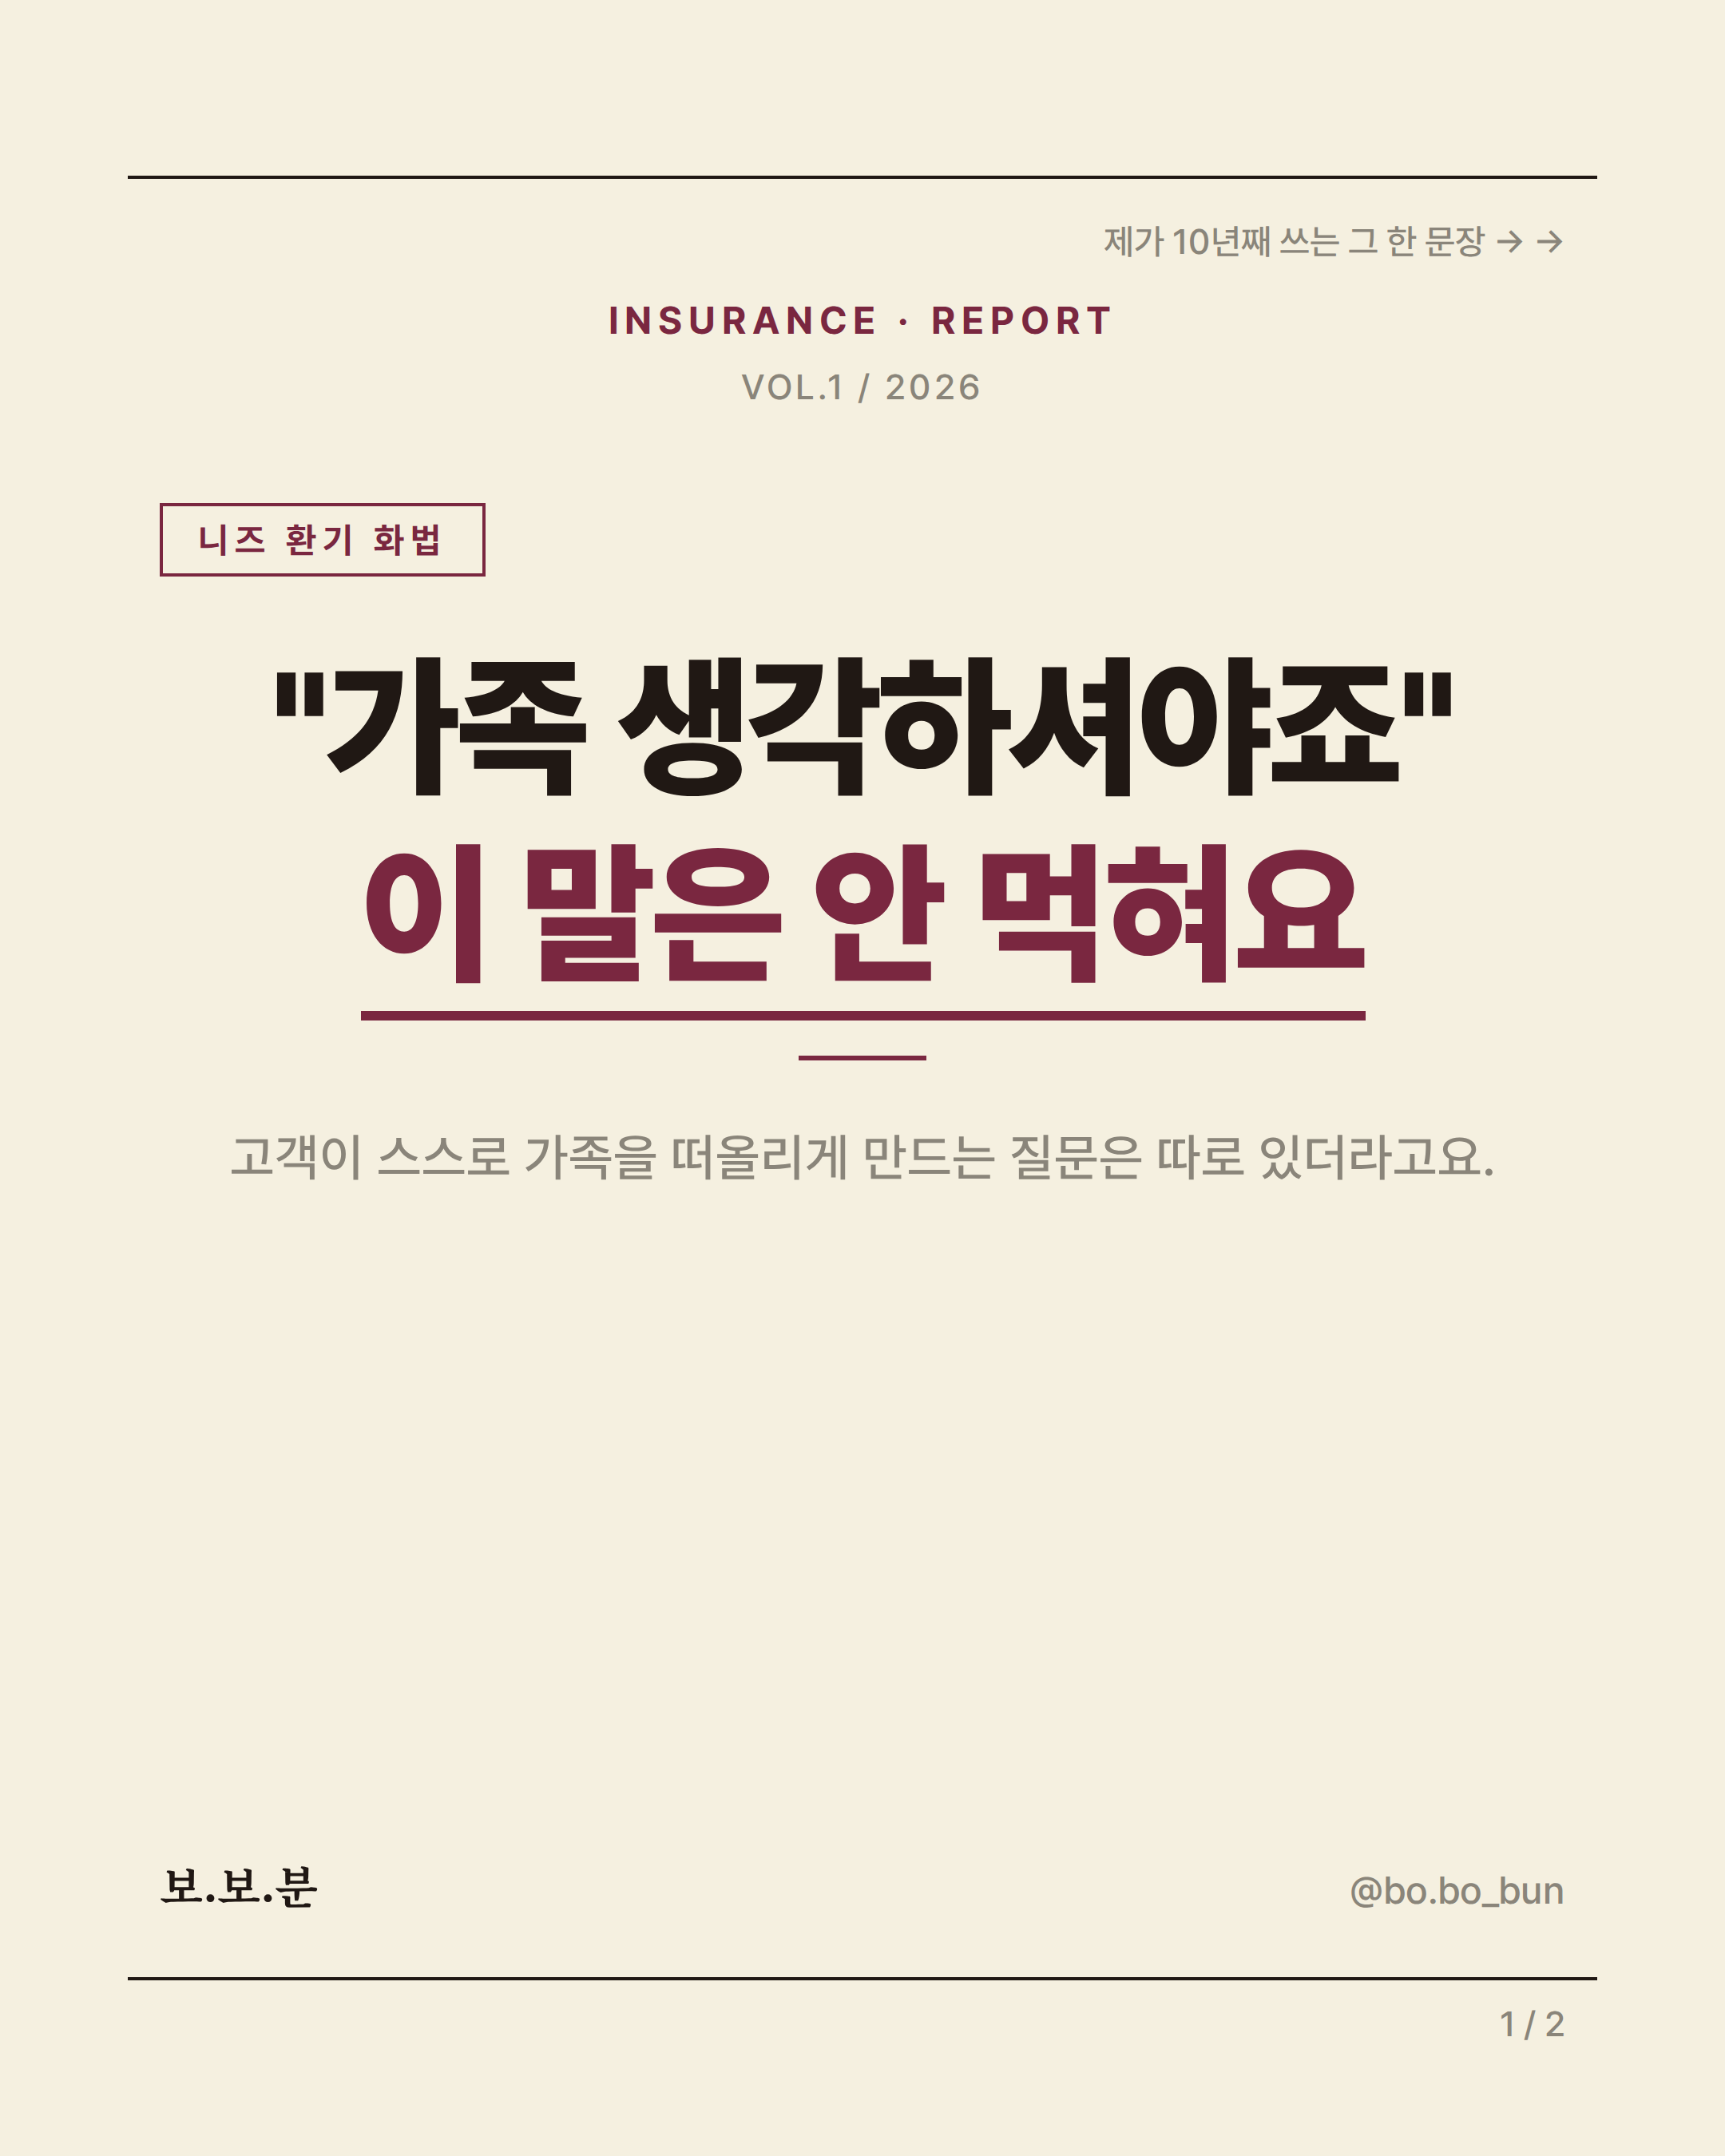 제가 10년째 쓰는 그 한 문장 → →
INSURANCE · REPORT
VOL.1 / 2026
니즈 환기 화법
"가족 생각하셔야죠"
이 말은 안 먹혀요
고객이 스스로 가족을 떠올리게 만드는 질문은 따로 있더라고요.
보.보.분
@bo.bo_bun
1 / 2